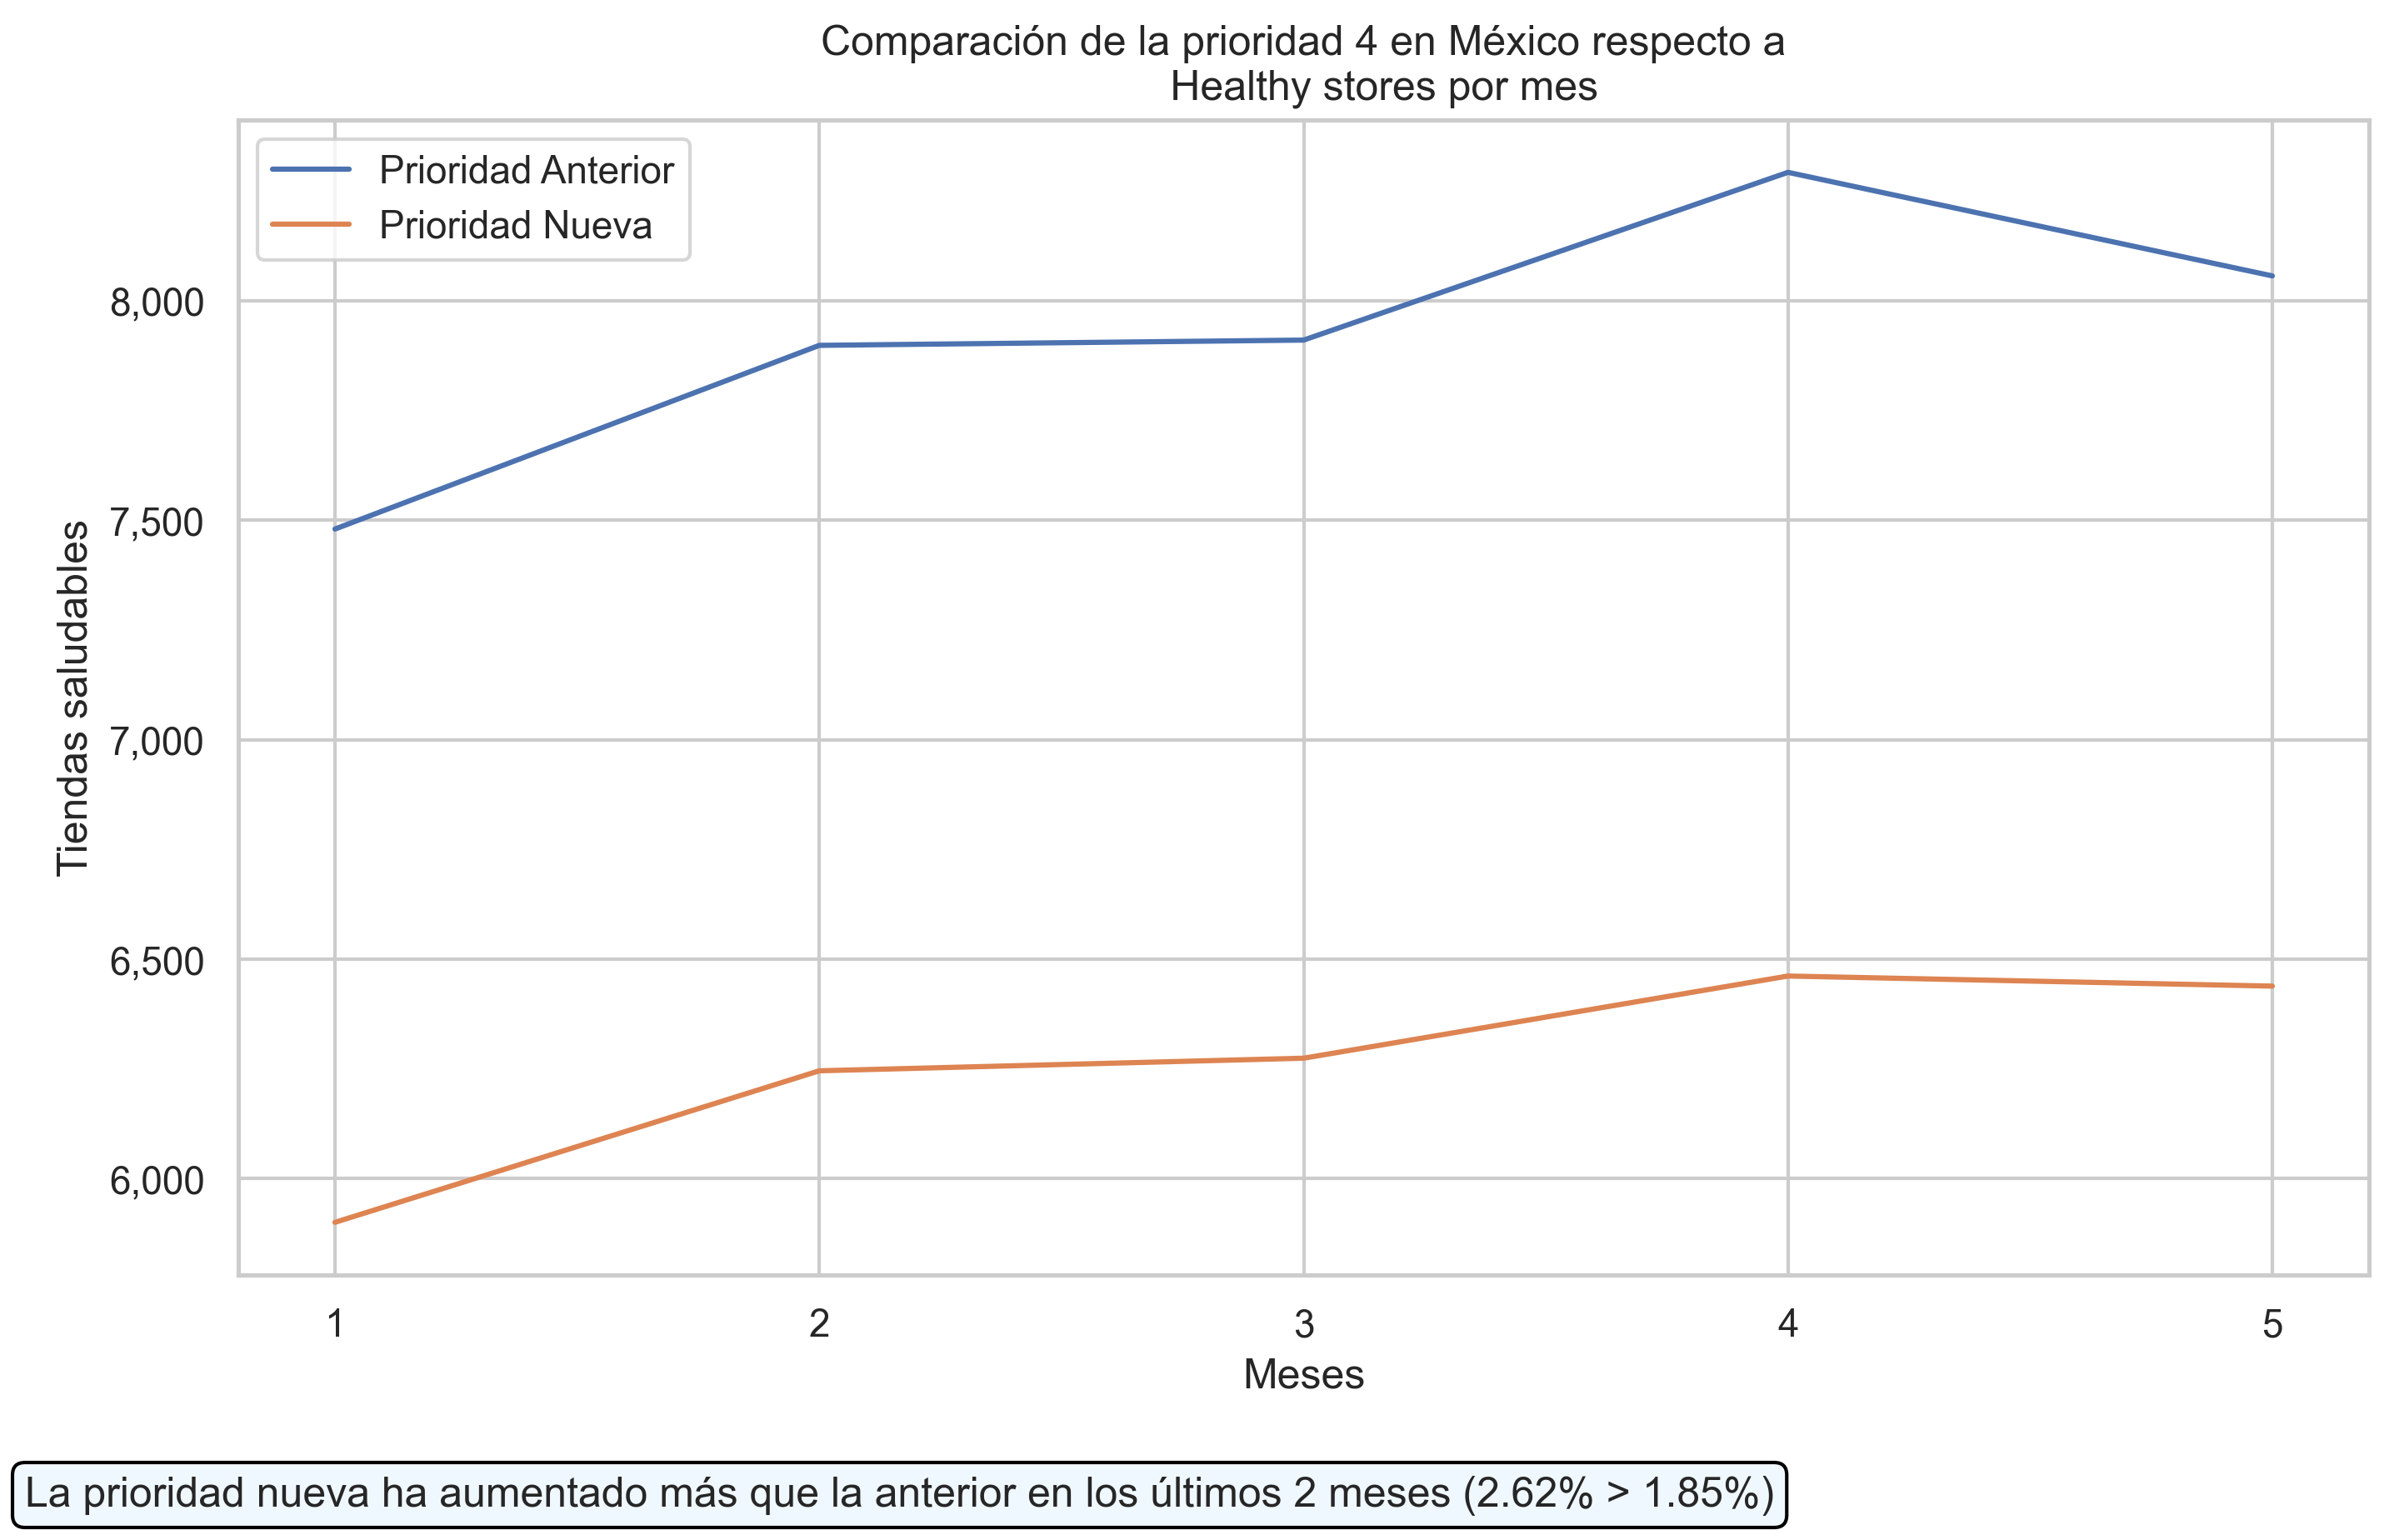 Comparación de la prioridad 4 en México respecto a
Healthy stores por mes
Prioridad Anterior
Prioridad Nueva
8,000
7,500
7,000
6,500
6,000
Tiendas saludables
1 2 3 4 5
Meses
La prioridad nueva ha aumentado más que la anterior en los últimos 2 meses (2.62% > 1.85%)